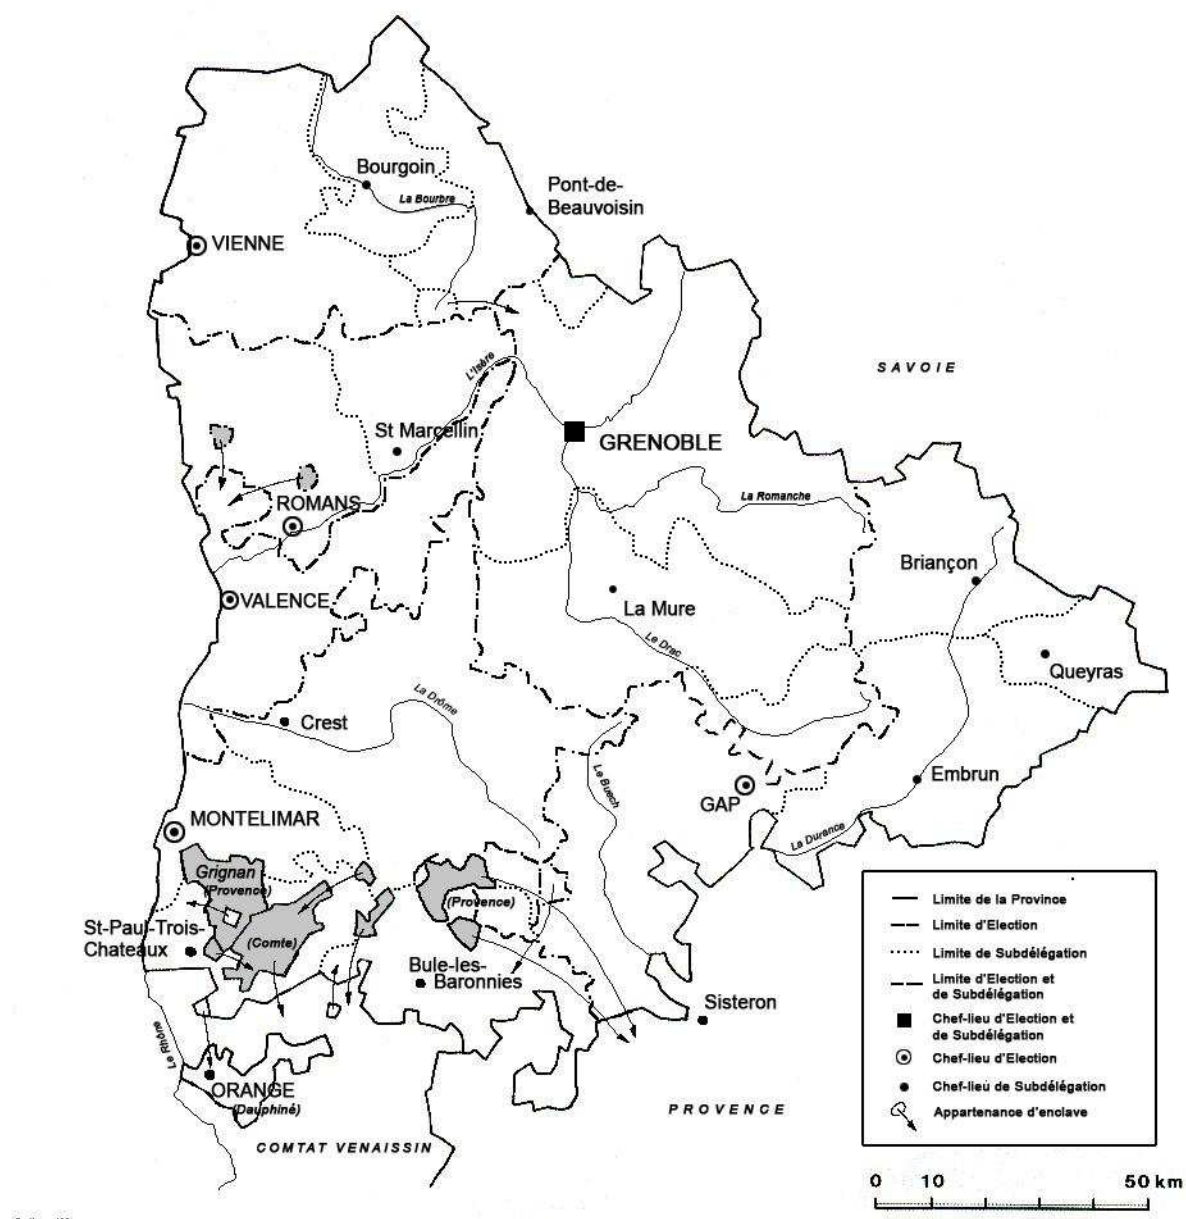 Bourgoin
La Bourbre
Pont-de-
Beauvoisin
VIENNE
SAVOIE
L'Isère
St Marcellin
GRENOBLE
ROMANS
La Romanche
Briançon
VALENCE
La Mure
Le Drac
Queyras
La Drôme
Crest
Embrun
Le Buech
GAP
MONTELIMAR
La Durance
Grignan
(Provence)
(Provence)
St-Paul-Trois-
Chateaux
(Comte)
Bule-les-
Baronnies
Sisteron
Le Rhône
ORANGE
(Dauphiné)
PROVENCE
COMTAT VENAISSIN
Limite de la Province
Limite d'Election
Limite de Subdélégation
Limite d'Election et
de Subdélégation
Chef-lieu d'Election et
de Subdélégation
Chef-lieu d'Election
Chef-lieu de Subdélégation
Appartenance d'enclave
0 10 50 km